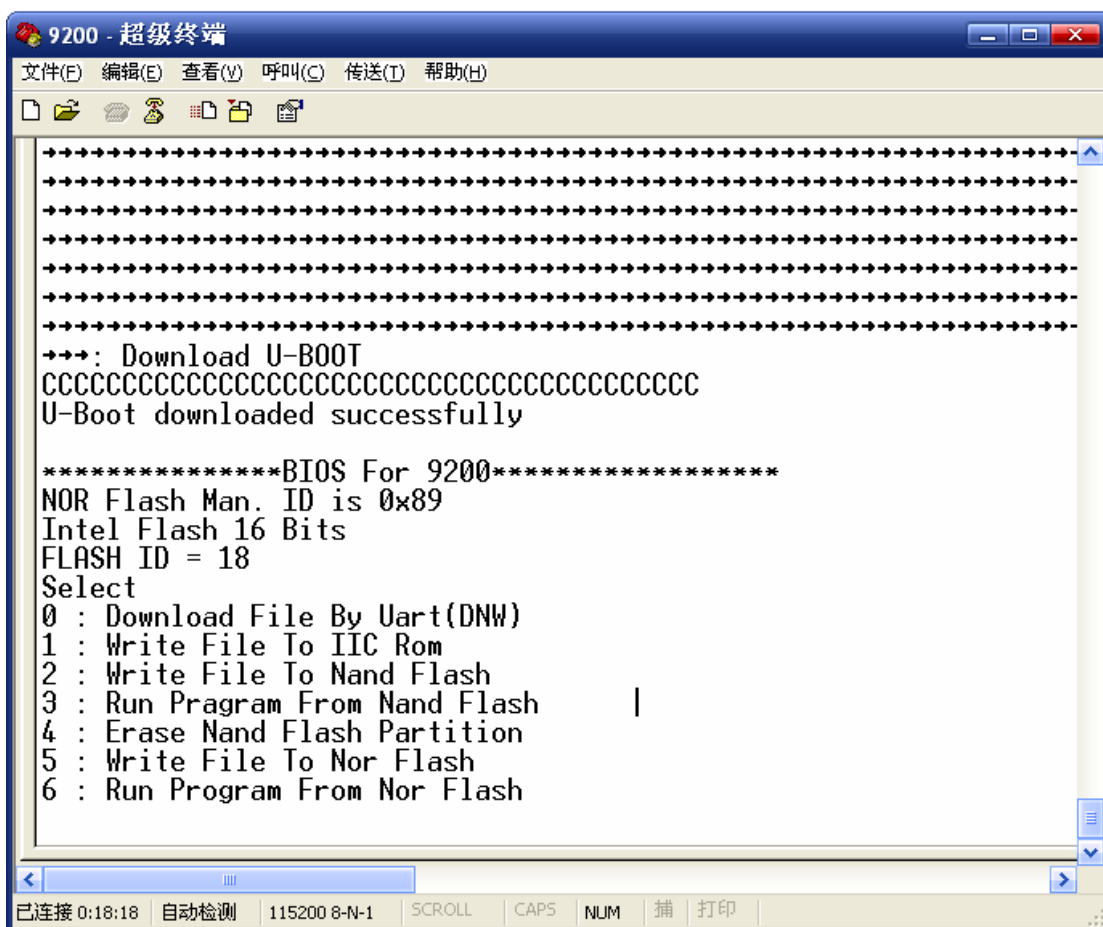 9200 - 超级终端
文件(F) 编辑(E) 查看(V) 呼叫(C) 传送(T) 帮助(H)
→→→→→→→→→→→→→→→→→→→→→→→→→→→→→→→→→→→→→→→→→→→→→→→→→→→→→→→→→→→→→→→→
→→→→→→→→→→→→→→→→→→→→→→→→→→→→→→→→→→→→→→→→→→→→→→→→→→→→→→→→→→→→→→→→
→→→→→→→→→→→→→→→→→→→→→→→→→→→→→→→→→→→→→→→→→→→→→→→→→→→→→→→→→→→→→→→→
→→→→→→→→→→→→→→→→→→→→→→→→→→→→→→→→→→→→→→→→→→→→→→→→→→→→→→→→→→→→→→→→
→→→→→→→→→→→→→→→→→→→→→→→→→→→→→→→→→→→→→→→→→→→→→→→→→→→→→→→→→→→→→→→→
→→→→→→→→→→→→→→→→→→→→→→→→→→→→→→→→→→→→→→→→→→→→→→→→→→→→→→→→→→→→→→→→
→→→→→→→→→→→→→→→→→→→→→→→→→→→→→→→→→→→→→→→→→→→→→→→→→→→→→→→→→→→→→→→→
→→→: Download U-BOOT
CCCCCCCCCCCCCCCCCCCCCCCCCCCCCCCCCCCCCCCCC
U-Boot downloaded successfully
***************BIOS For 9200******************
NOR Flash Man. ID is 0x89
Intel Flash 16 Bits
FLASH ID = 18
Select
0 : Download File By Uart(DNW)
1 : Write File To IIC Rom
2 : Write File To Nand Flash
3 : Run Pragram From Nand Flash
4 : Erase Nand Flash Partition
5 : Write File To Nor Flash
6 : Run Program From Nor Flash
已连接 0:18:18 自动检测 115200 8-N-1 SCROLL CAPS NUM 捕 打印